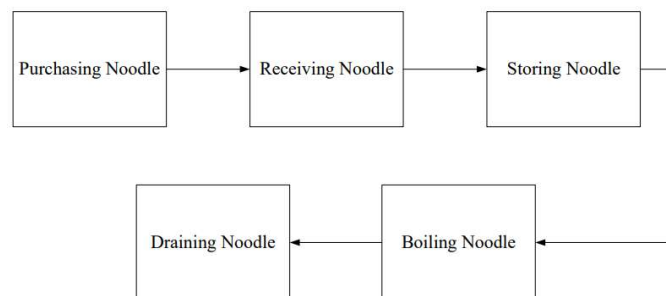 Purchasing Noodle
Receiving Noodle
Storing Noodle
Boiling Noodle
Draining Noodle